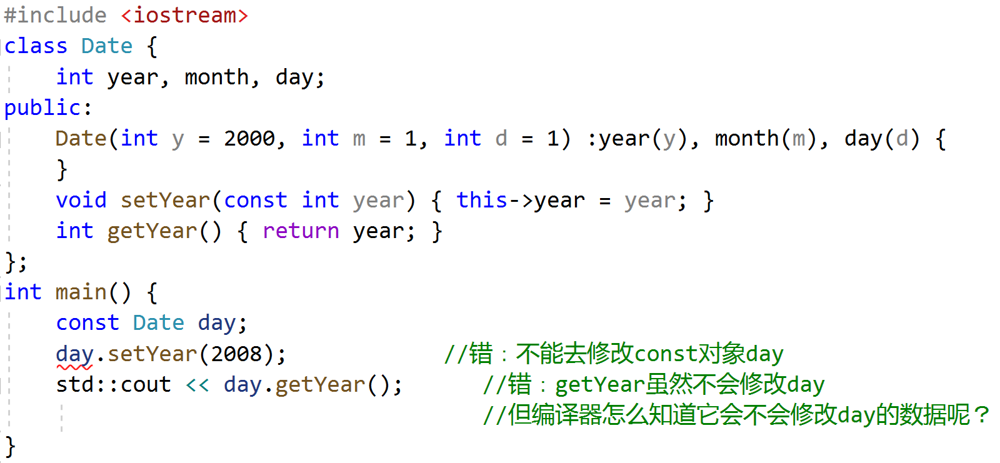 #include <iostream>
class Date {
    int year, month, day;
public:
    Date(int y = 2000, int m = 1, int d = 1) :year(y), month(m), day(d) {
    }
    void setYear(const int year) { this->year = year; }
    int getYear() { return year; }
};
int main() {
    const Date day;
    day.setYear(2008);            //错：不能去修改const对象day
    std::cout << day.getYear();      //错：getYear虽然不会修改day
                                     //但编译器怎么知道它会不会修改day的数据呢？
}